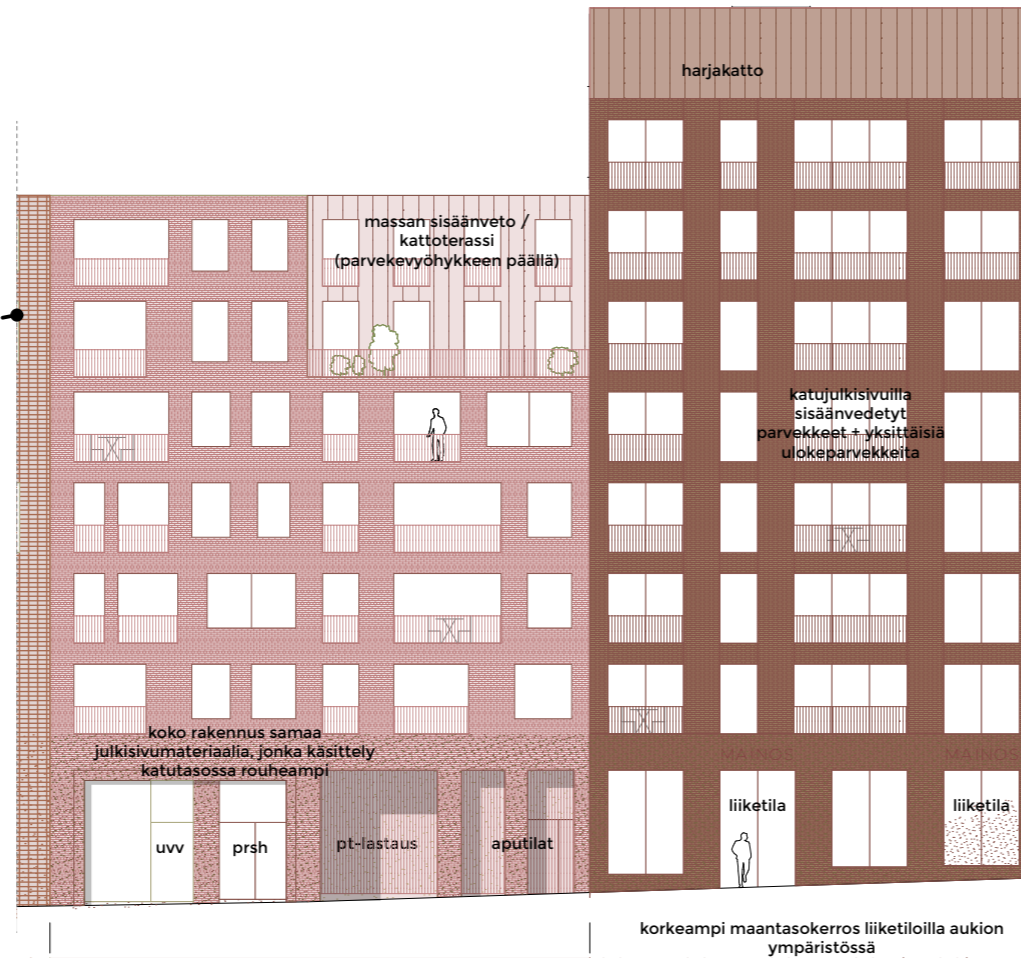 harjakatto
massan sisäänveto /
kattoterassi
(parvekevyöhykkeen päällä)
katujulkisivuilla
sisäänvedetyt
parvekkeet + yksittäisiä
ulokeparvekkeita
koko rakennus samaa
julkisivumateriaalia, jonka käsittely
katutasossa rouheampi
MAINOS
MAINOS
uvv
prsh
pt-lastaus
aputilat
liiketila
liiketila
korkeampi maantasokerros liiketiloilla aukion
ympäristössä